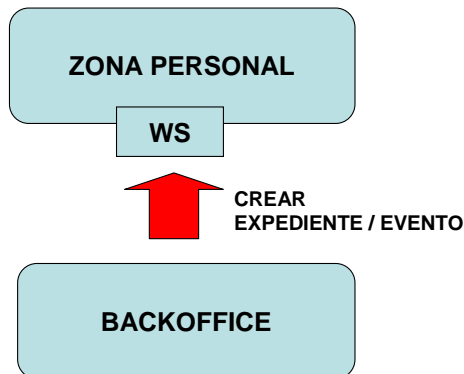 ZONA PERSONAL
WS
CREAR
EXPEDIENTE / EVENTO
BACKOFFICE